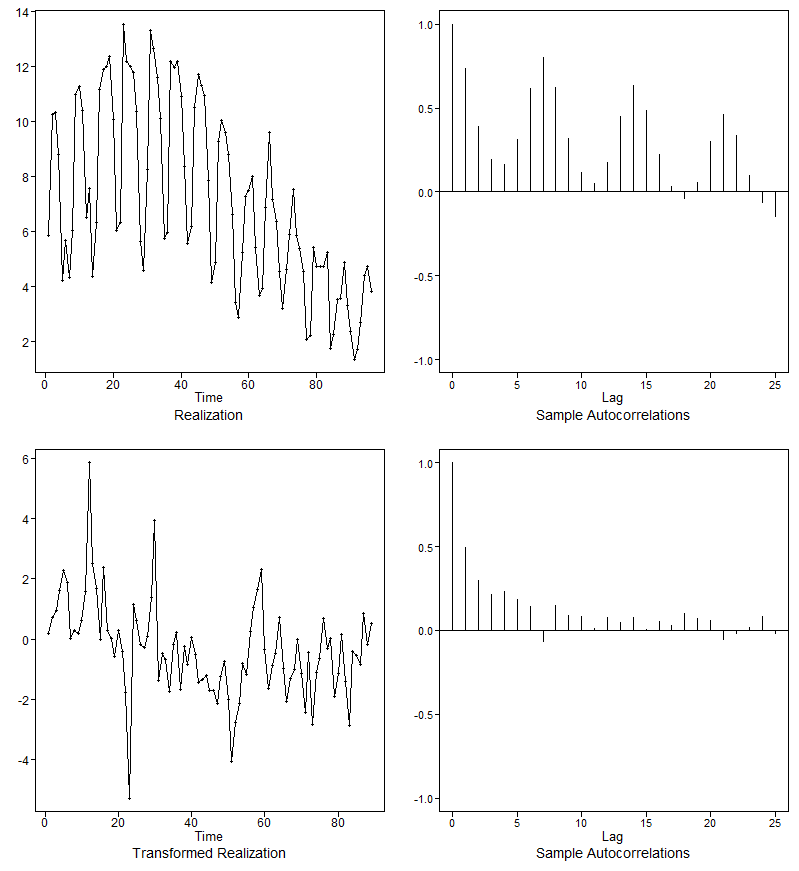 14
12
10
8
6
4
2
0 20 40 60 80
Time
Realization
1.0
0.5
0.0
-0.5
-1.0
0 5 10 15 20 25
Lag
Sample Autocorrelations
6
4
2
0
-2
-4
0 20 40 60 80
Time
Transformed Realization
1.0
0.5
0.0
-0.5
-1.0
0 5 10 15 20 25
Lag
Sample Autocorrelations